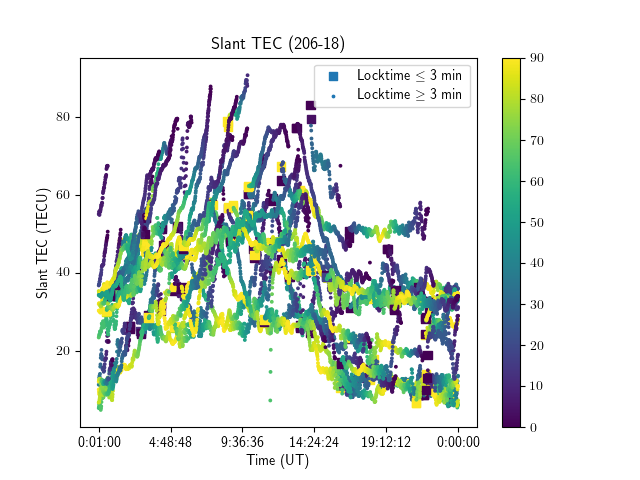 Slant TEC (206-18)
Locktime ≤ 3 min
Locktime ≥ 3 min
Slant TEC (TECU)
80
60
40
20
0:01:00 4:48:48 9:36:36 14:24:24 19:12:12 0:00:00
Time (UT)
90
80
70
60
50
40
30
20
10
0